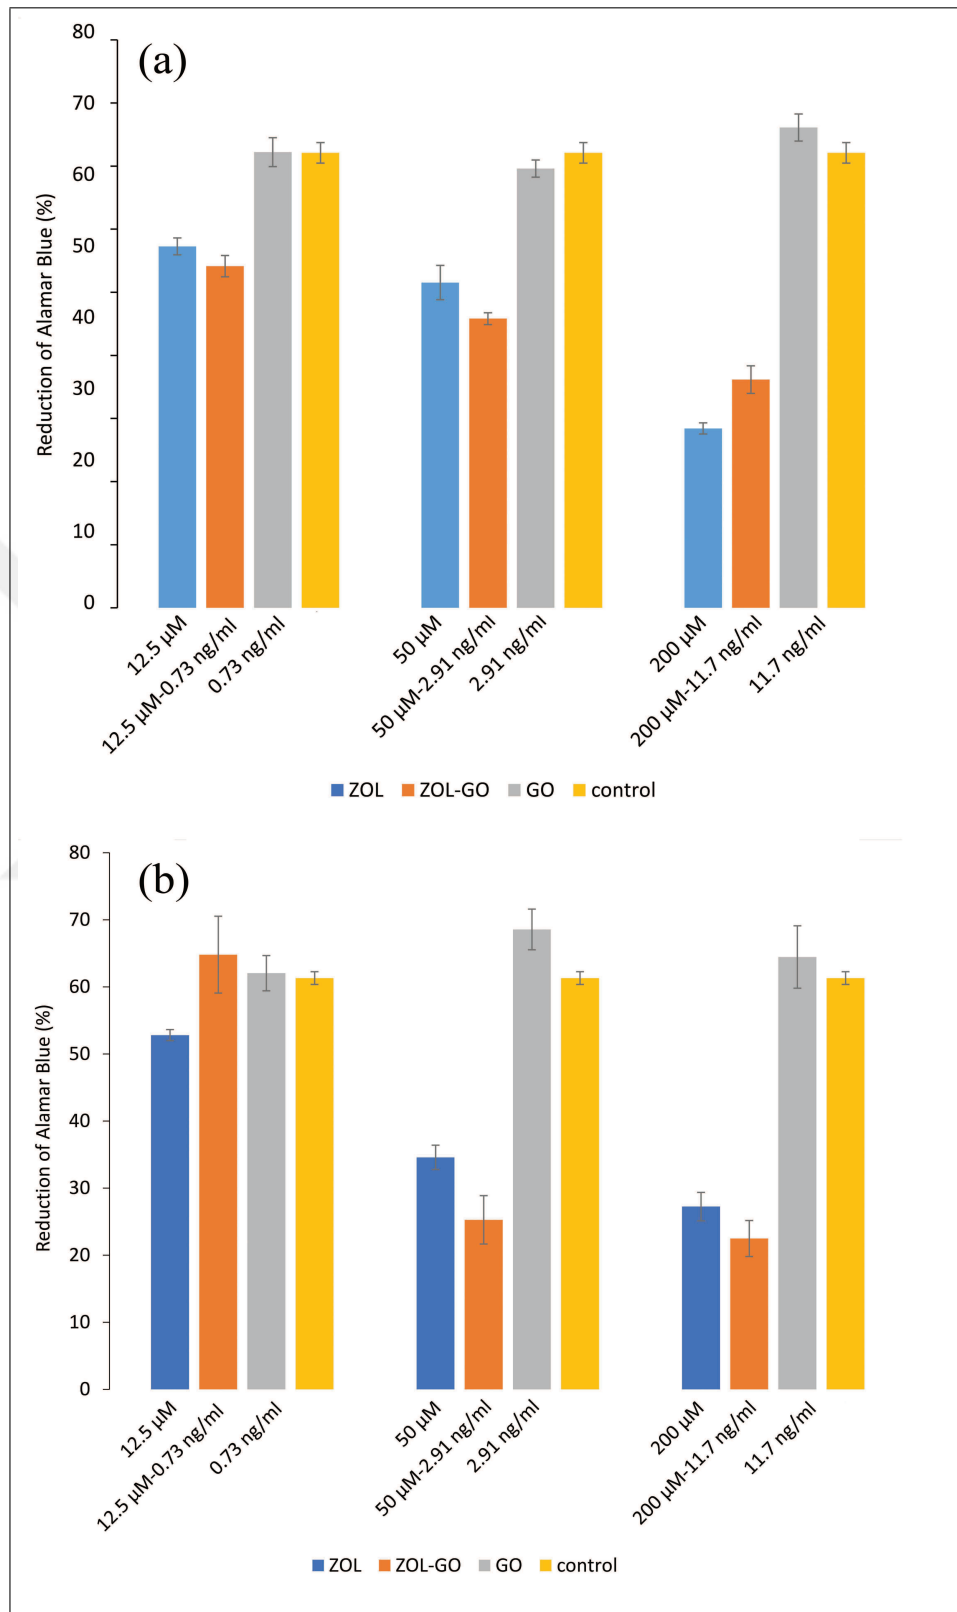 (a)
Reduction of Alamar Blue (%)
80
70
60
50
40
30
20
10
0
12.5 µM
12.5 µM-0.73 ng/ml
0.73 ng/ml
50 µM
50 µM-2.91 ng/ml
2.91 ng/ml
200 µM
200 µM-11.7 ng/ml
11.7 ng/ml
ZOL ZOL-GO GO control
(b)
Reduction of Alamar Blue (%)
80
70
60
50
40
30
20
10
0
12.5 µM
12.5 µM-0.73 ng/ml
0.73 ng/ml
50 µM
50 µM-2.91 ng/ml
2.91 ng/ml
200 µM
200 µM-11.7 ng/ml
11.7 ng/ml
ZOL ZOL-GO GO control